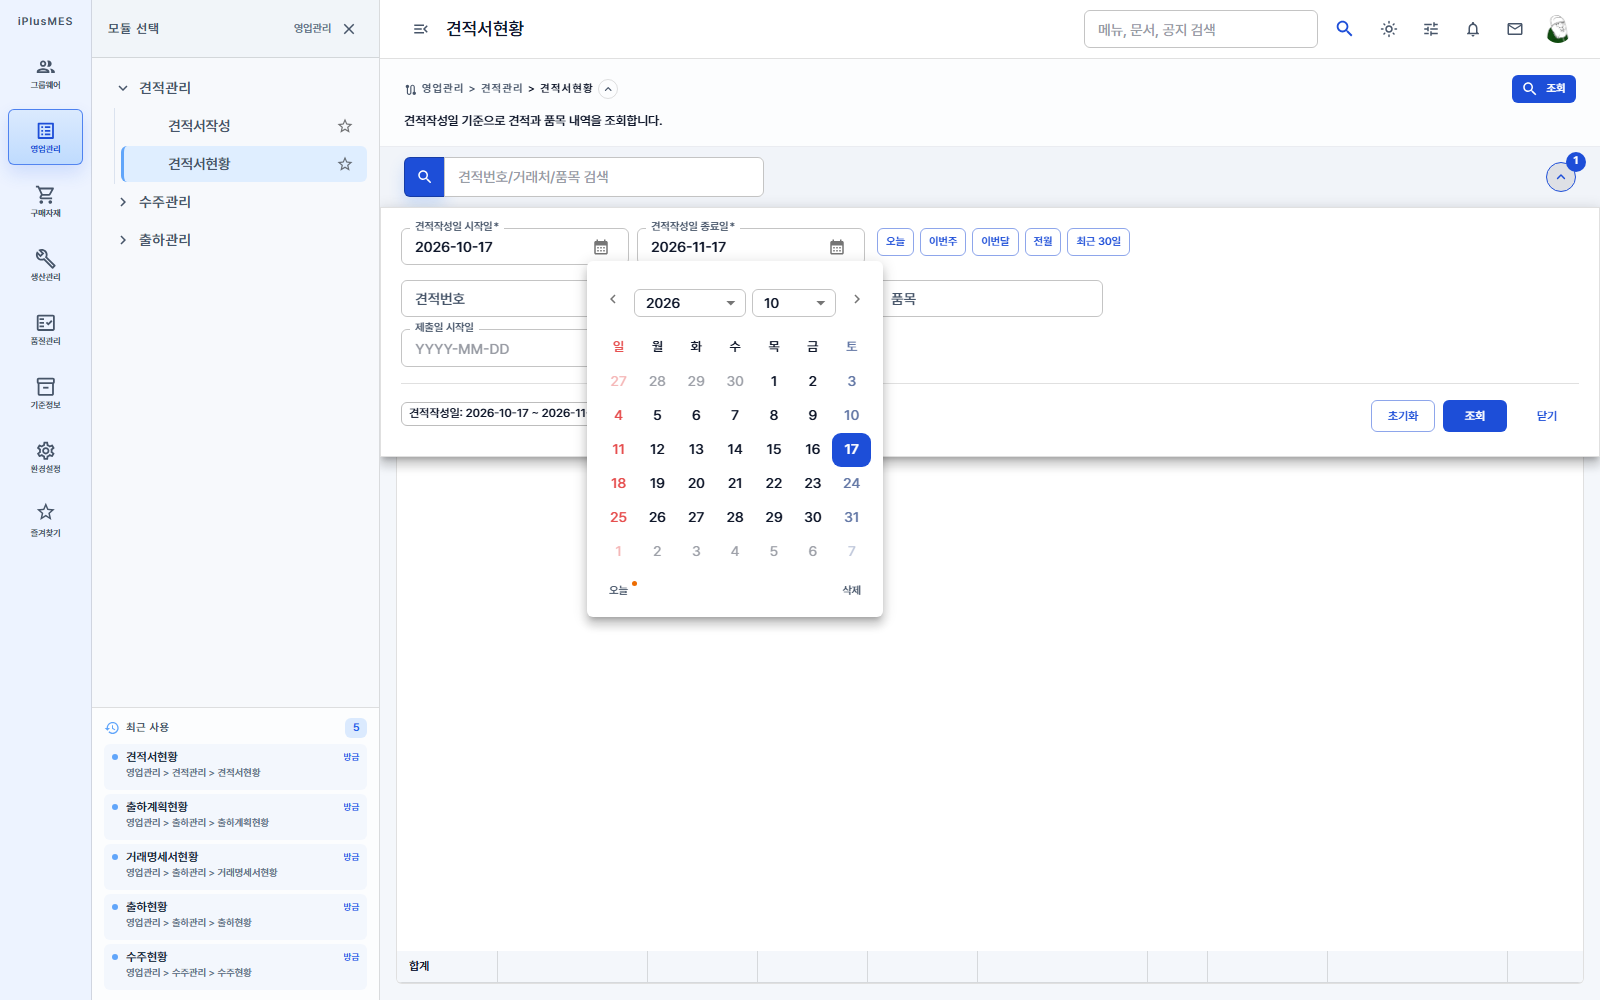 iPlusMES
그룹웨어
영업관리
구매자재
생산관리
품질관리
기준정보
환경설정
즐겨찾기
모듈 선택
영업관리
견적관리
견적서작성
견적서현황
수주관리
출하관리
최근 사용
5
견적서현황
방금
영업관리 > 견적관리 > 견적서현황
출하계획현황
방금
영업관리 > 출하관리 > 출하계획현황
거래명세서현황
방금
영업관리 > 출하관리 > 거래명세서현황
출하현황
방금
영업관리 > 출하관리 > 출하현황
수주현황
방금
영업관리 > 수주관리 > 수주현황
견적서현황
메뉴, 문서, 공지 검색
영업관리 > 견적관리 > 견적서현황
조회
견적작성일 기준으로 견적과 품목 내역을 조회합니다.
견적번호/거래처/품목 검색
1
견적작성일 시작일*
2026-10-17
견적작성일 종료일*
2026-11-17
오늘
이번주
이번달
전월
최근 30일
견적번호
품목
제출일 시작일
YYYY-MM-DD
견적작성일: 2026-10-17 ~ 2026-11
초기화
조회
닫기
2026
10
일 월 화 수 목 금 토
27 28 29 30 1 2 3
4 5 6 7 8 9 10
11 12 13 14 15 16 17
18 19 20 21 22 23 24
25 26 27 28 29 30 31
1 2 3 4 5 6 7
오늘
삭제
합계